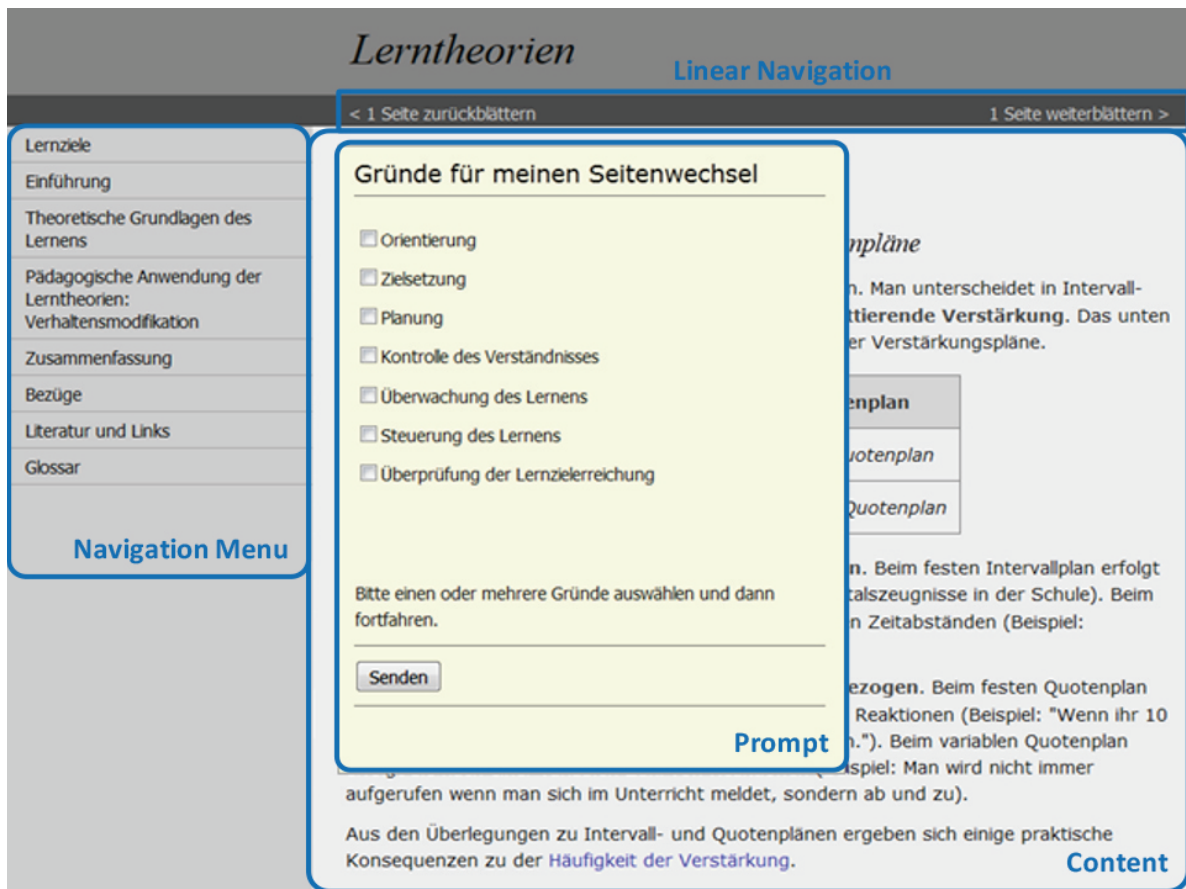 Lerntheorien
Linear Navigation
< 1 Seite zurückblättern
1 Seite weiterblättern >
Lernziele
Einführung
Theoretische Grundlagen des
Lernens
Pädagogische Anwendung der
Lerntheorien:
Verhaltensmodifikation
Zusammenfassung
Bezüge
Literatur und Links
Glossar
Navigation Menu
Gründe für meinen Seitenwechsel
Orientierung
Zielsetzung
Planung
Kontrolle des Verständnisses
Überwachung des Lernens
Steuerung des Lernens
Überprüfung der Lernzielerreichung
Bitte einen oder mehrere Gründe auswählen und dann
fortfahren.
Senden
Prompt
npläne
n. Man unterscheidet in Intervall-
ttierende Verstärkung. Das unten
er Verstärkungspläne.
enplan
uotenplan
Quotenplan
n. Beim festen Intervallplan erfolgt
talszeugnisse in der Schule). Beim
n Zeitabständen (Beispiel:
ezogen. Beim festen Quotenplan
Reaktionen (Beispiel: "Wenn ihr 10
n."). Beim variablen Quotenplan
spiel: Man wird nicht immer
aufgerufen wenn man sich im Unterricht meldet, sondern ab und zu).
Aus den Überlegungen zu Intervall- und Quotenplänen ergeben sich einige praktische
Konsequenzen zu der Häufigkeit der Verstärkung.
Content